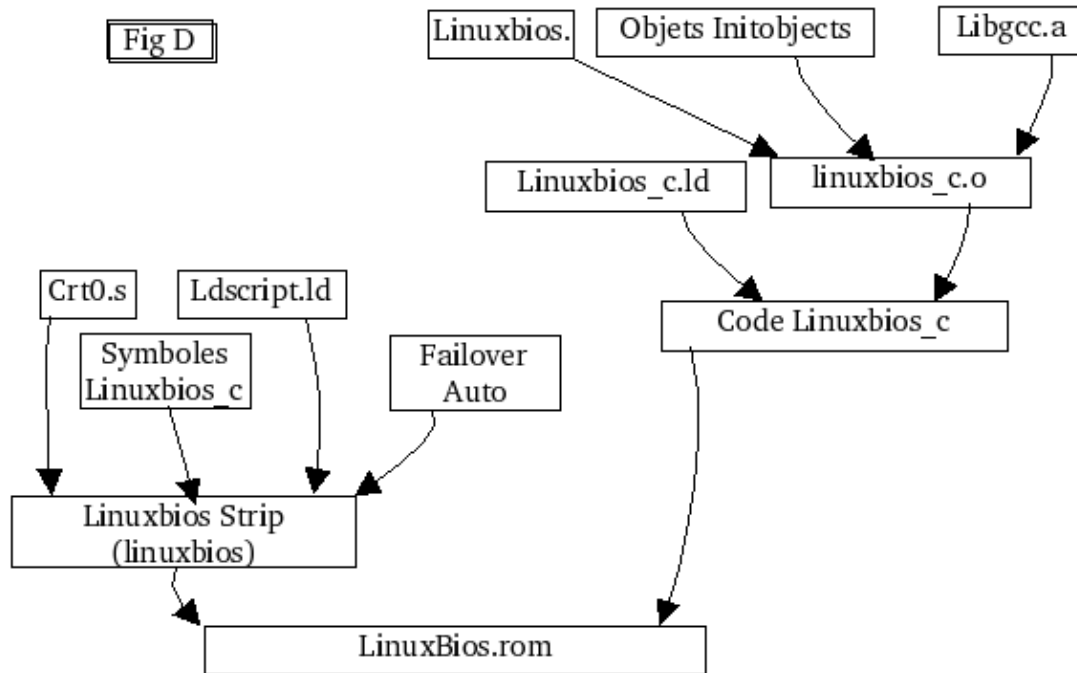 Fig D
Linuxbios.
Objets Initobjects
Libgcc.a
Linuxbios_c.ld
linuxbios_c.o
Crt0.s
Ldscript.ld
Code Linuxbios_c
Symboles
Linuxbios_c
Failover
Auto
Linuxbios Strip
(linuxbios)
LinuxBios.rom